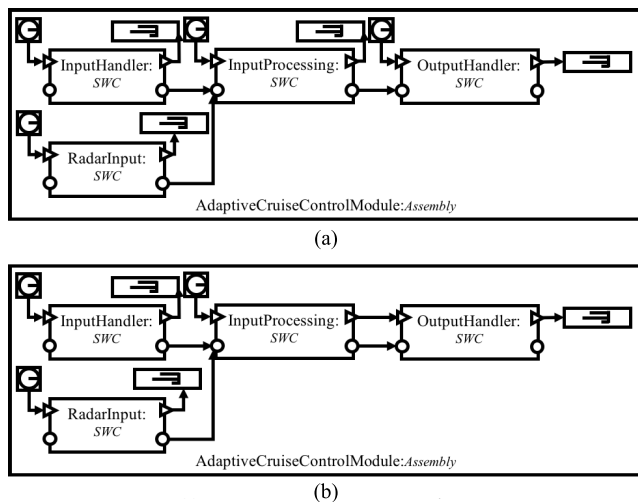 InputHandler:
SWC
InputProcessing:
SWC
OutputHandler:
SWC
RadarInput:
SWC
AdaptiveCruiseControlModule:Assembly
(a)
InputHandler:
SWC
InputProcessing:
SWC
OutputHandler:
SWC
RadarInput:
SWC
AdaptiveCruiseControlModule:Assembly
(b)